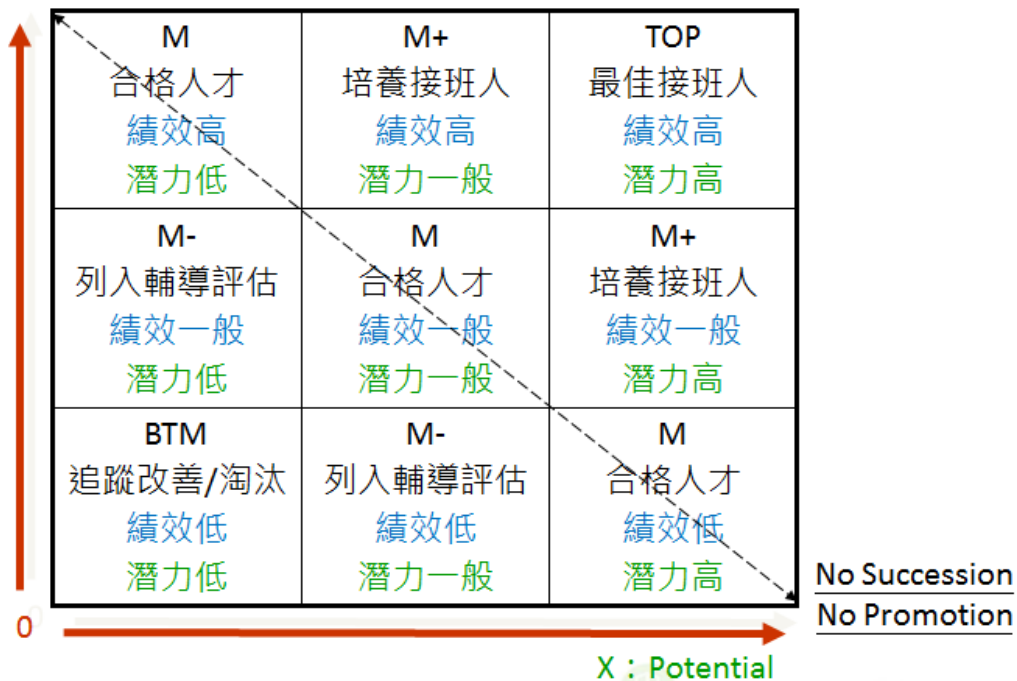 M
合格人才
績效高
潛力低
M+
培養接班人
績效高
潛力一般
TOP
最佳接班人
績效高
潛力高
M-
列入輔導評估
績效一般
潛力低
M
合格人才
績效一般
潛力一般
M+
培養接班人
績效一般
潛力高
BTM
追蹤改善/淘汰
績效低
潛力低
M-
列入輔導評估
績效低
潛力一般
M
合格人才
績效低
潛力高
No Succession
No Promotion
0
X：Potential